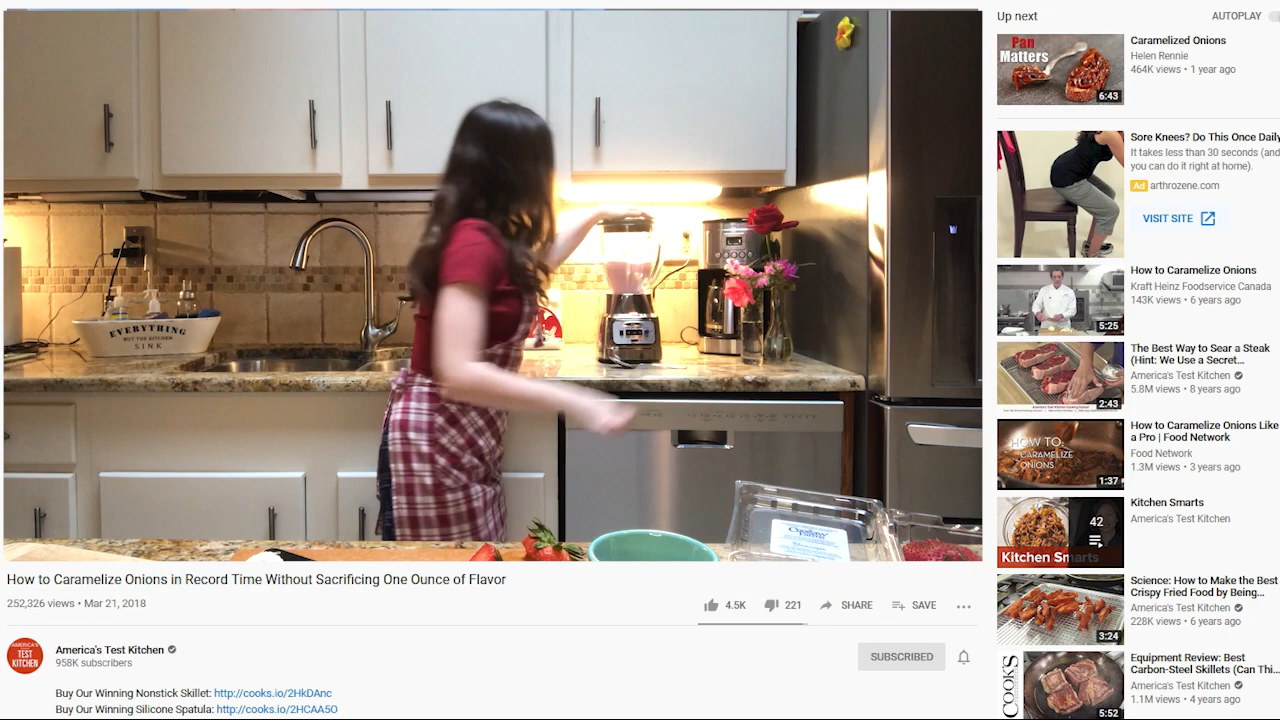 EVERYTHING
BUT THE KITCHEN
SINK
How to Caramelize Onions in Record Time Without Sacrificing One Ounce of Flavor
252,326 views • Mar 21, 2018
4.5K
221
SHARE
SAVE
AMERICA'S
TEST
KITCHEN
America's Test Kitchen
958K subscribers
SUBSCRIBED
Buy Our Winning Nonstick Skillet: http://cooks.io/2HkDAnc
Buy Our Winning Silicone Spatula: http://cooks.io/2HCAA5O
Up next
AUTOPLAY
Pan
Matters
6:43
Caramelized Onions
Helen Rennie
464K views • 1 year ago
Sore Knees? Do This Once Daily
It takes less than 30 seconds (and
you can do it right at home).
Ad arthrozene.com
VISIT SITE
5:25
How to Caramelize Onions
Kraft Heinz Foodservice Canada
143K views • 6 years ago
2:43
The Best Way to Sear a Steak
(Hint: We Use a Secret...
America's Test Kitchen
5.8M views • 8 years ago
HOW TO:
CARAMELIZE
ONIONS
1:37
How to Caramelize Onions Like
a Pro | Food Network
Food Network
1.3M views • 3 years ago
42
Kitchen Smarts
Kitchen Smarts
America's Test Kitchen
3:24
Science: How to Make the Best
Crispy Fried Food by Being...
America's Test Kitchen
228K views • 6 years ago
COOK'S
5:52
Equipment Review: Best
Carbon-Steel Skillets (Can Thi...
America's Test Kitchen
1.1M views • 4 years ago